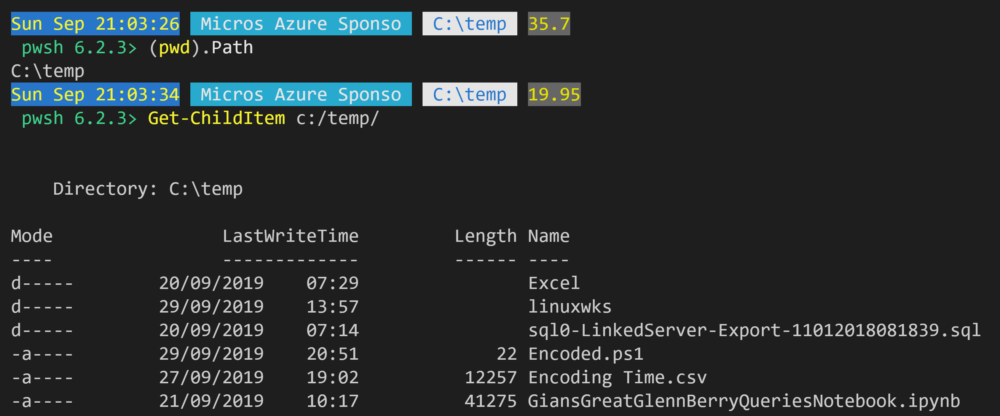 Sun Sep 21:03:26 Micros Azure Sponso C:\temp 35.7
pwsh 6.2.3> (pwd).Path
C:\temp
Sun Sep 21:03:34 Micros Azure Sponso C:\temp 19.95
pwsh 6.2.3> Get-ChildItem c:/temp/
Directory: C:\temp
Mode LastWriteTime Length Name
---- ------------- ------ ----
d----- 20/09/2019 07:29 Excel
d----- 29/09/2019 13:57 linuxwks
d----- 20/09/2019 07:14 sql0-LinkedServer-Export-11012018081839.sql
-a---- 29/09/2019 20:51 22 Encoded.ps1
-a---- 27/09/2019 19:02 12257 Encoding Time.csv
-a---- 21/09/2019 10:17 41275 GiansGreatGlennBerryQueriesNotebook.ipynb